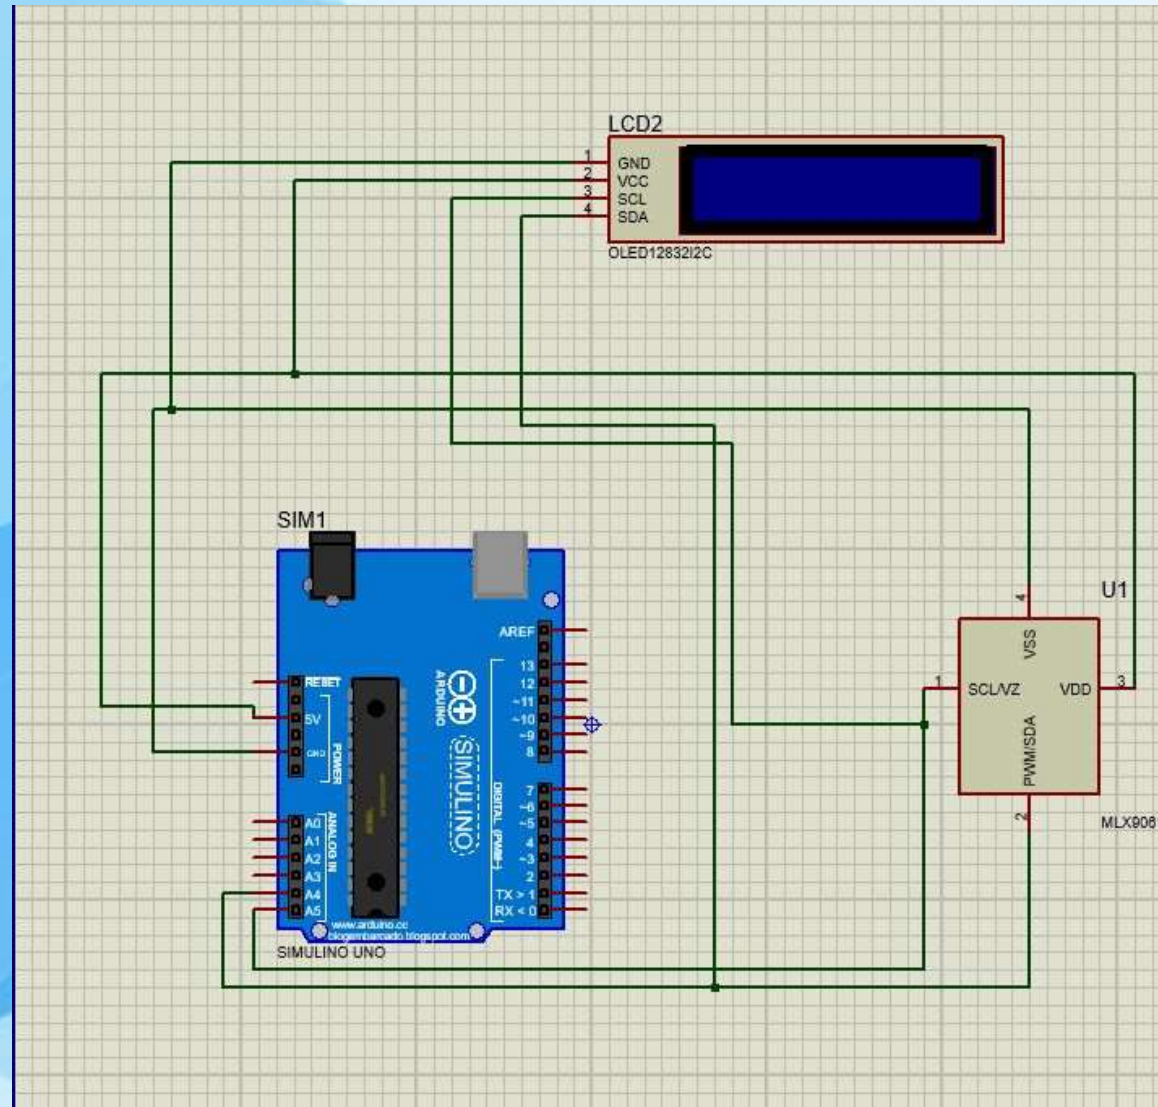 LCD2
1 GND
2 VCC
3 SCL
4 SDA
OLED12832I2C
SIM1
AREF
13
12
~11
~10
~9
8
RESET
5V
GND
POWER
ARDUINO
SIMULINO
DIGITAL (PWM~)
7
~6
~5
4
~3
2
TX > 1
RX < 0
ANALOG IN
A0
A1
A2
A3
A4
A5
www.arduino.cc
blogembarcado.blogspot.com
SIMULINO UNO
U1
4
VSS
1
SCL/VZ
VDD
3
PWM/SDA
2
MLX906